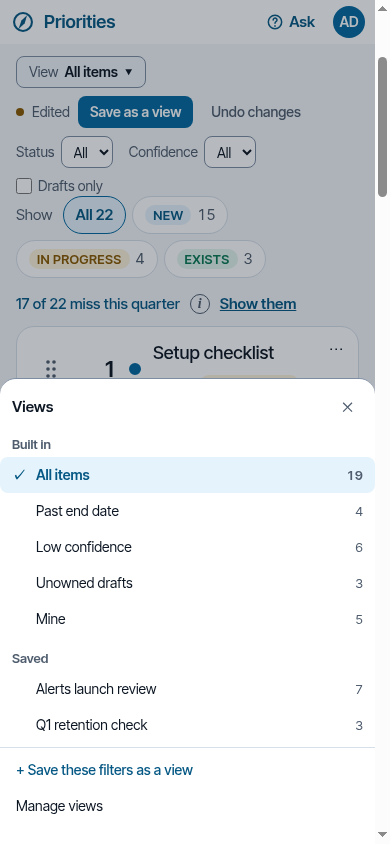 Priorities
Ask
AD
View All items ▼
Edited
Save as a view
Undo changes
Status All
Confidence All
Drafts only
Show
All 22
NEW 15
IN PROGRESS 4
EXISTS 3
17 of 22 miss this quarter
i
Show them
1
Setup checklist
...
Views
×
Built in
✓ All items 19
Past end date 4
Low confidence 6
Unowned drafts 3
Mine 5
Saved
Alerts launch review 7
Q1 retention check 3
+ Save these filters as a view
Manage views